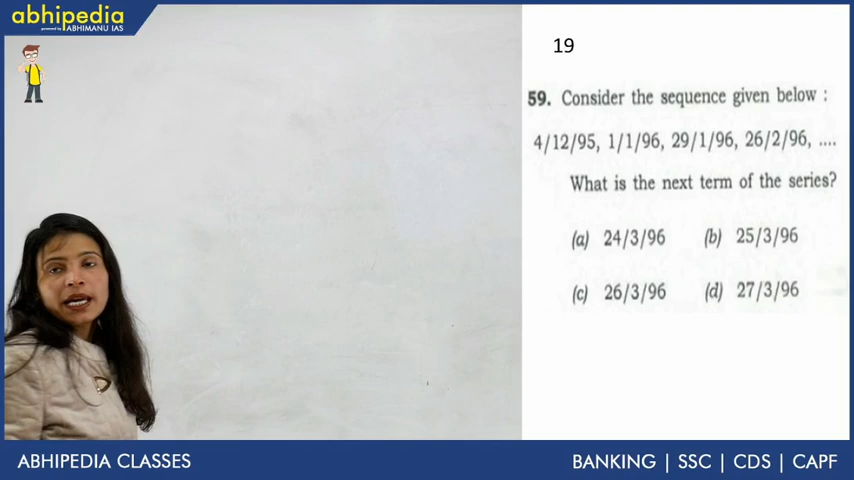 abhipedia
powered by ABHIMANU IAS
19
59. Consider the sequence given below :
4/12/95, 1/1/96, 29/1/96, 26/2/96, ....
What is the next term of the series?
(a) 24/3/96 (b) 25/3/96
(c) 26/3/96 (d) 27/3/96
ABHIPEDIA CLASSES
BANKING | SSC | CDS | CAPF